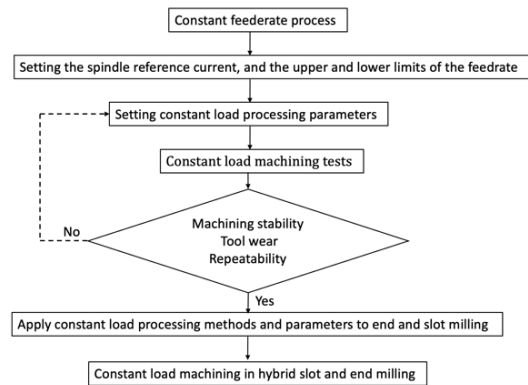 Constant feederate process
Setting the spindle reference current, and the upper and lower limits of the feedrate
Setting constant load processing parameters
Constant load machining tests
Machining stability
Tool wear
Repeatability
No
Yes
Apply constant load processing methods and parameters to end and slot milling
Constant load machining in hybrid slot and end milling